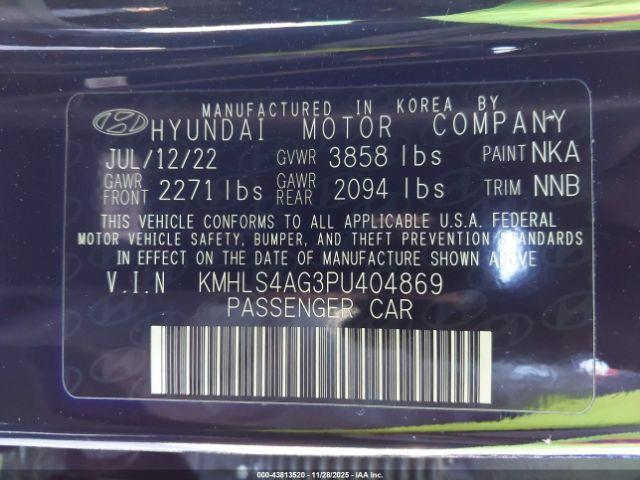 MANUFACTURED IN KOREA BY
HYUNDAI MOTOR COMPANY
JUL/12/22 GVWR 3858 lbs PAINT NKA
GAWR FRONT 2271 lbs GAWR REAR 2094 lbs TRIM NNB
THIS VEHICLE CONFORMS TO ALL APPLICABLE U.S.A. FEDERAL
MOTOR VEHICLE SAFETY, BUMPER, AND THEFT PREVENTION STANDARDS
IN EFFECT ON THE DATE OF MANUFACTURE SHOWN ABOVE
V.I.N KMHLS4AG3PU404869
PASSENGER CAR
000-43813520 - 11/28/2025 - IAA Corp.